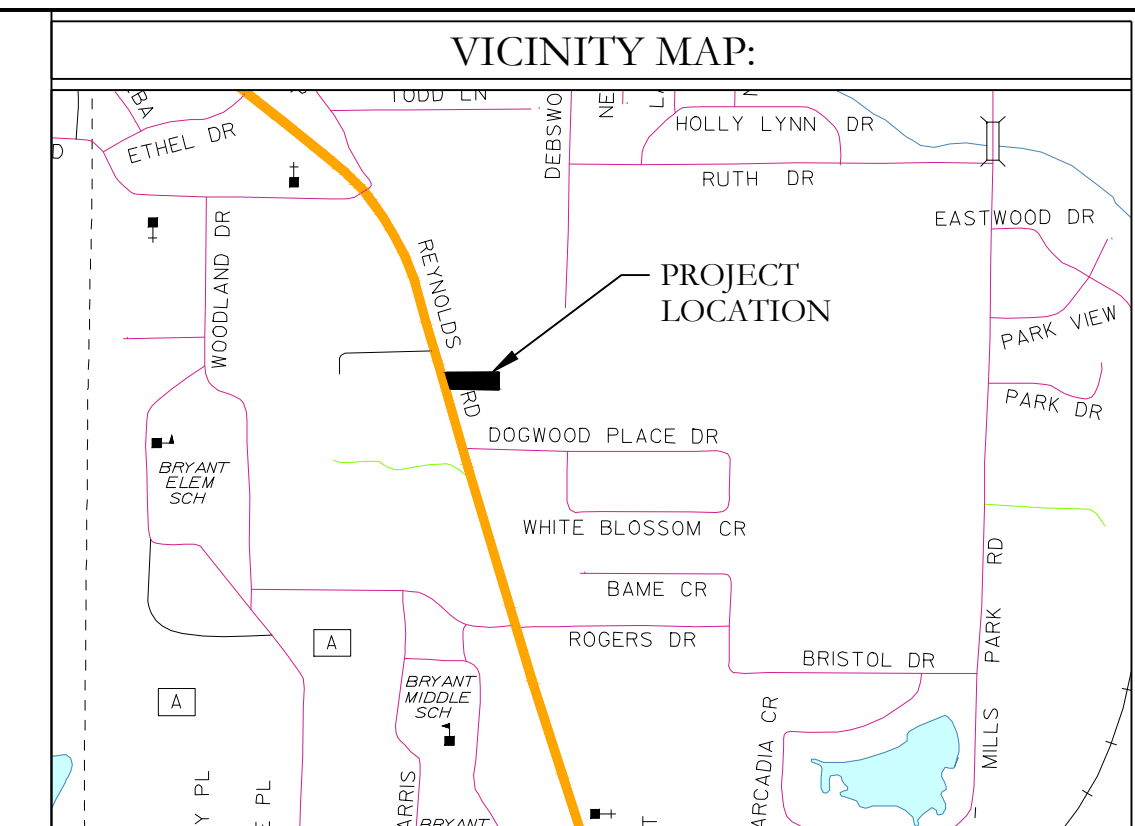 VICINITY MAP:
TODD LN
ETHEL DR
HOLLY LYNN DR
RUTH DR
EASTWOOD DR
WOODLAND DR
REYNOLDS RD
PROJECT
LOCATION
PARK VIEW
PARK DR
DOGWOOD PLACE DR
BRYANT
ELEM
SCH
WHITE BLOSSOM CR
BAME CR
ROGERS DR
A
BRISTOL DR
MILLS PARK RD
A
BRYANT
MIDDLE
SCH
ARCADIA CR
PL
PL
BRYANT